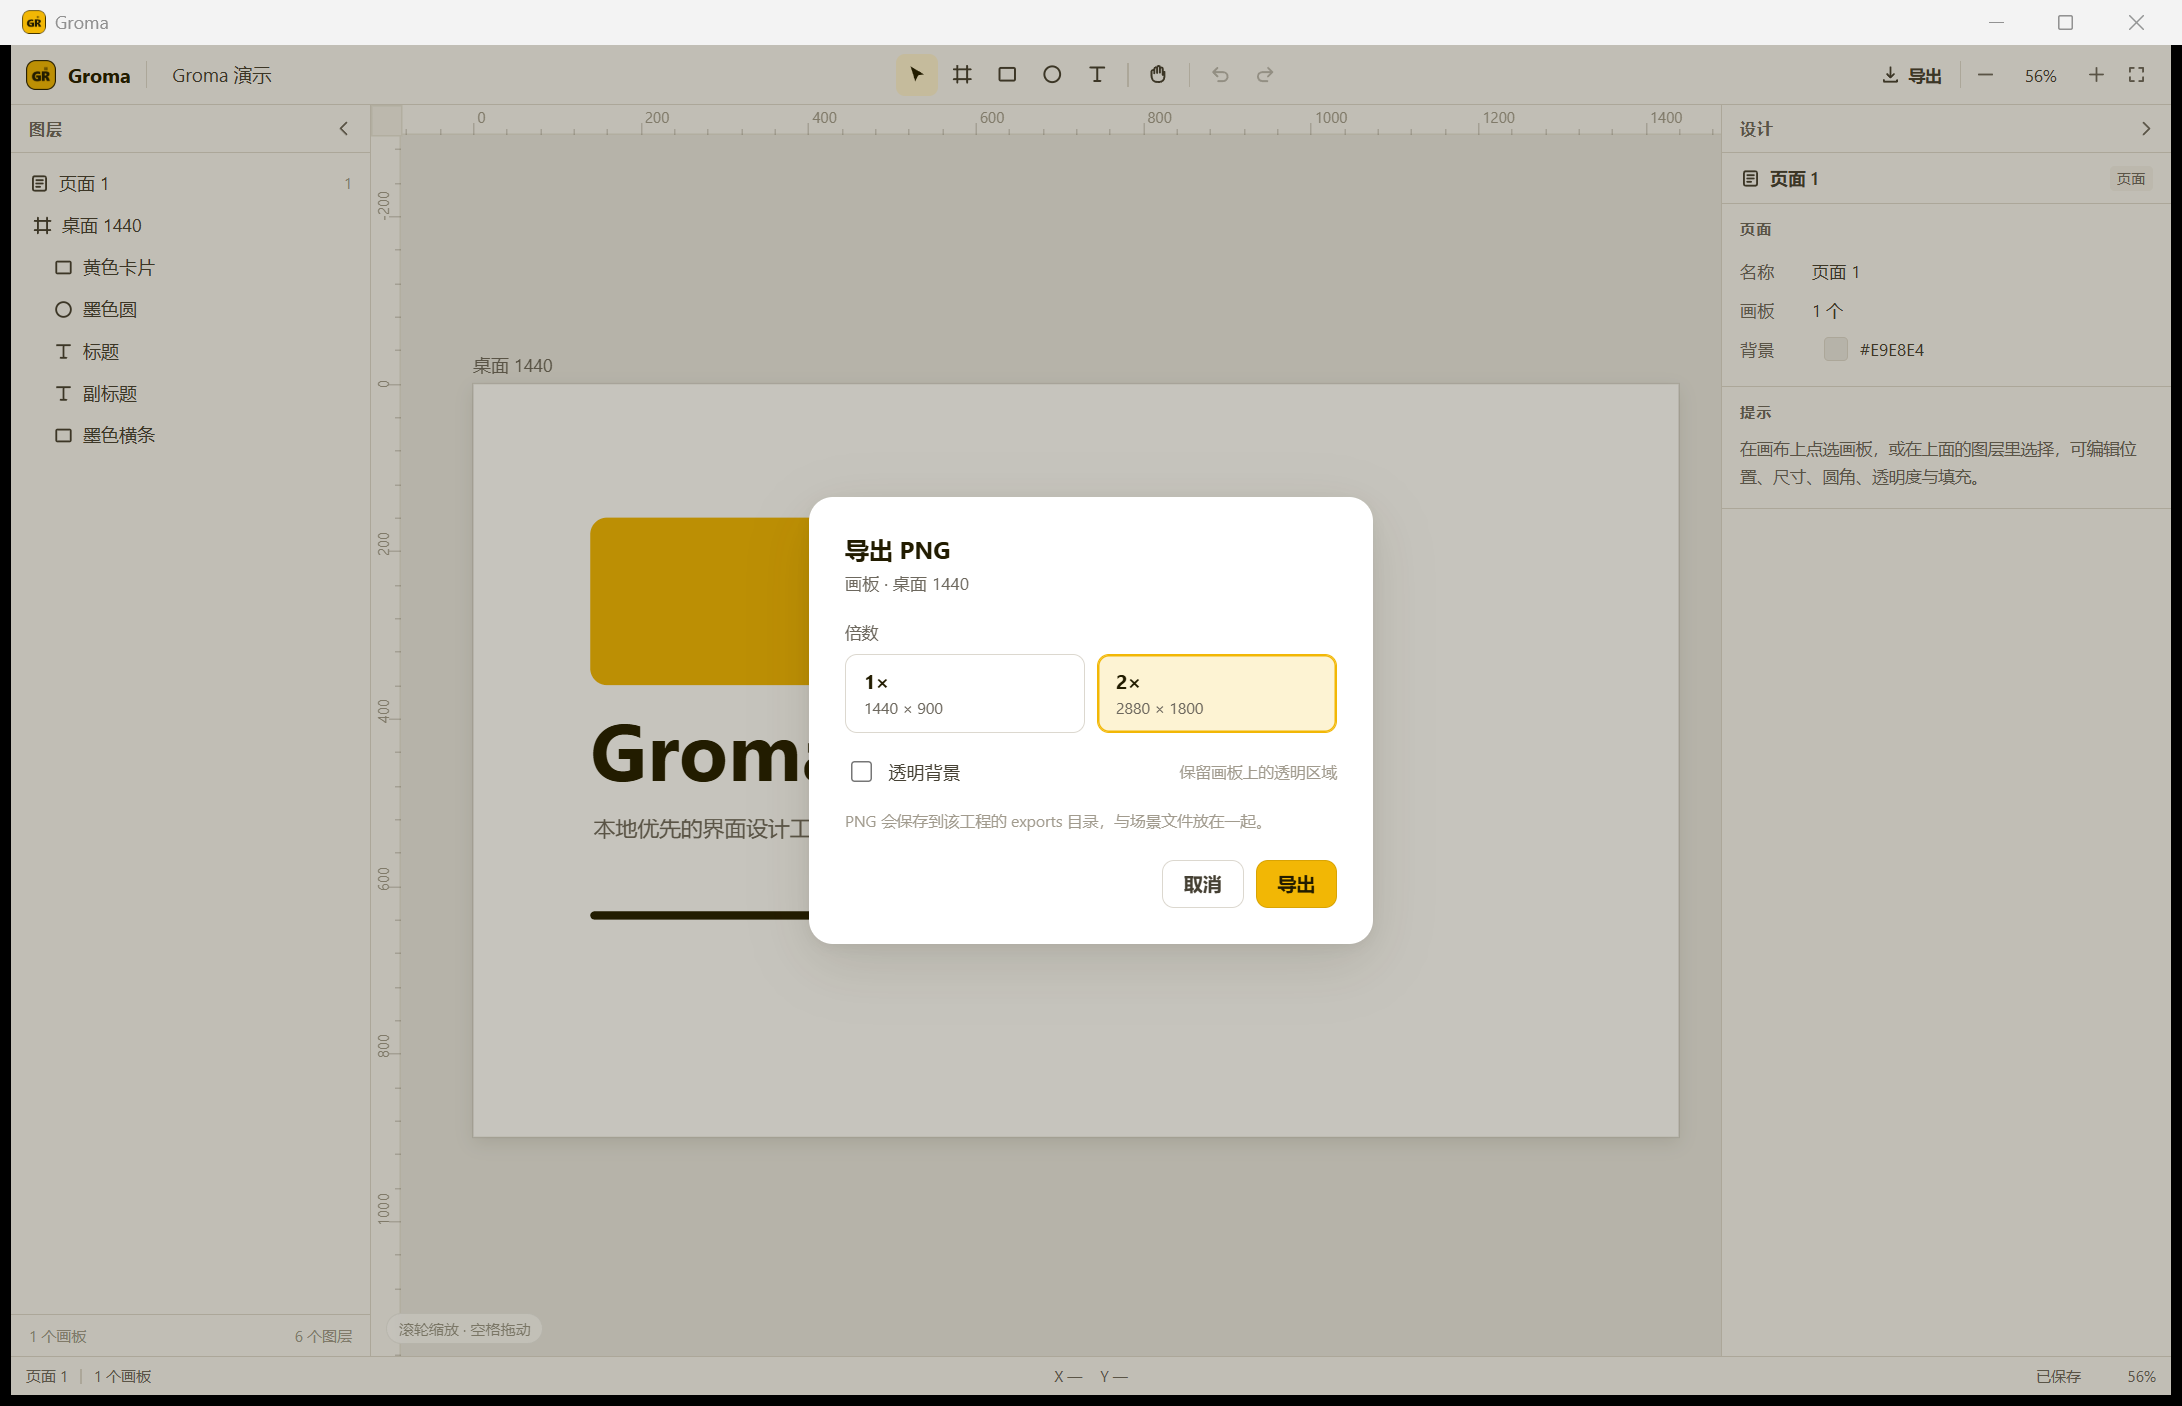 GR Groma
GR Groma
Groma 演示
导出
56%
图层
页面 1
1
桌面 1440
黄色卡片
墨色圆
标题
副标题
墨色横条
1 个画板
6 个图层
0 200 400 600 800 1000 1200 1400
-200
0
200
400
600
800
1000
桌面 1440
Groma
本地优先的界面设计工
导出 PNG
画板 · 桌面 1440
倍数
1×
1440 × 900
2×
2880 × 1800
透明背景
保留画板上的透明区域
PNG 会保存到该工程的 exports 目录，与场景文件放在一起。
取消
导出
滚轮缩放 · 空格拖动
设计
页面 1
页面
页面
名称 页面 1
画板 1 个
背景 #E9E8E4
提示
在画布上点选画板，或在上面的图层里选择，可编辑位
置、尺寸、圆角、透明度与填充。
页面 1 | 1 个画板
X — Y —
已保存
56%